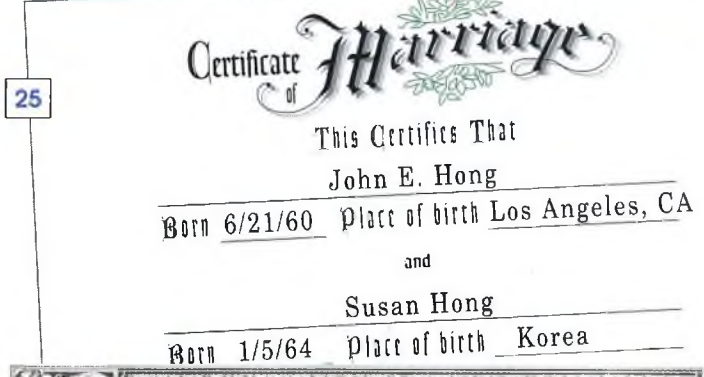 Certificate of Marriage
25
This Certifies That
John E. Hong
Born 6/21/60 Place of birth Los Angeles, CA
and
Susan Hong
Born 1/5/64 Place of birth Korea